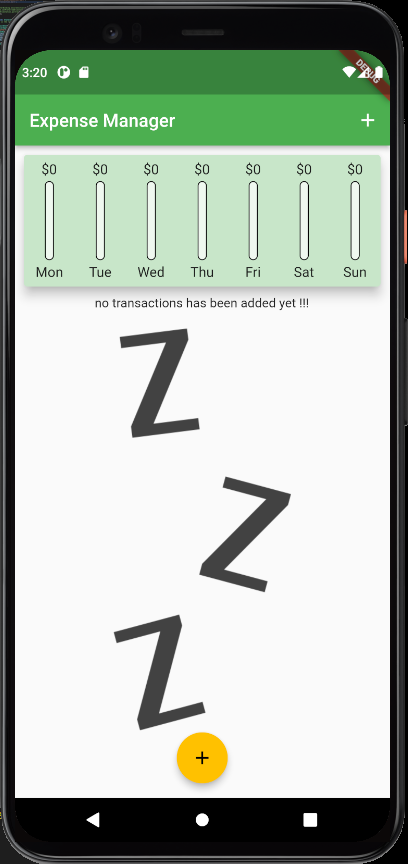 3:20
DEBUG
Expense Manager +
$0 $0 $0 $0 $0 $0 $0
Mon Tue Wed Thu Fri Sat Sun
no transactions has been added yet !!!
Z
Z
Z
+